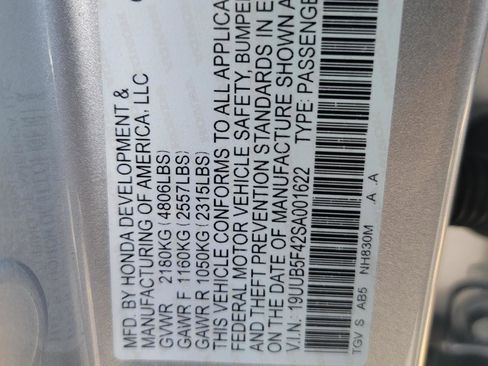 MFD. BY HONDA DEVELOPMENT &
MANUFACTURING OF AMERICA, LLC
GVWR 2180KG (4806LBS)
GAWR F 1160KG (2557LBS)
GAWR R 1050KG (2315LBS)
THIS VEHICLE CONFORMS TO ALL APPLICA
FEDERAL MOTOR VEHICLE SAFETY, BUMPE
AND THEFT PREVENTION STANDARDS IN E
ON THE DATE OF MANUFACTURE SHOWN A
V.I.N.: 19UUB5F42SA001622 TYPE: PASSENGE
TGV S AB5 NH830M A .A